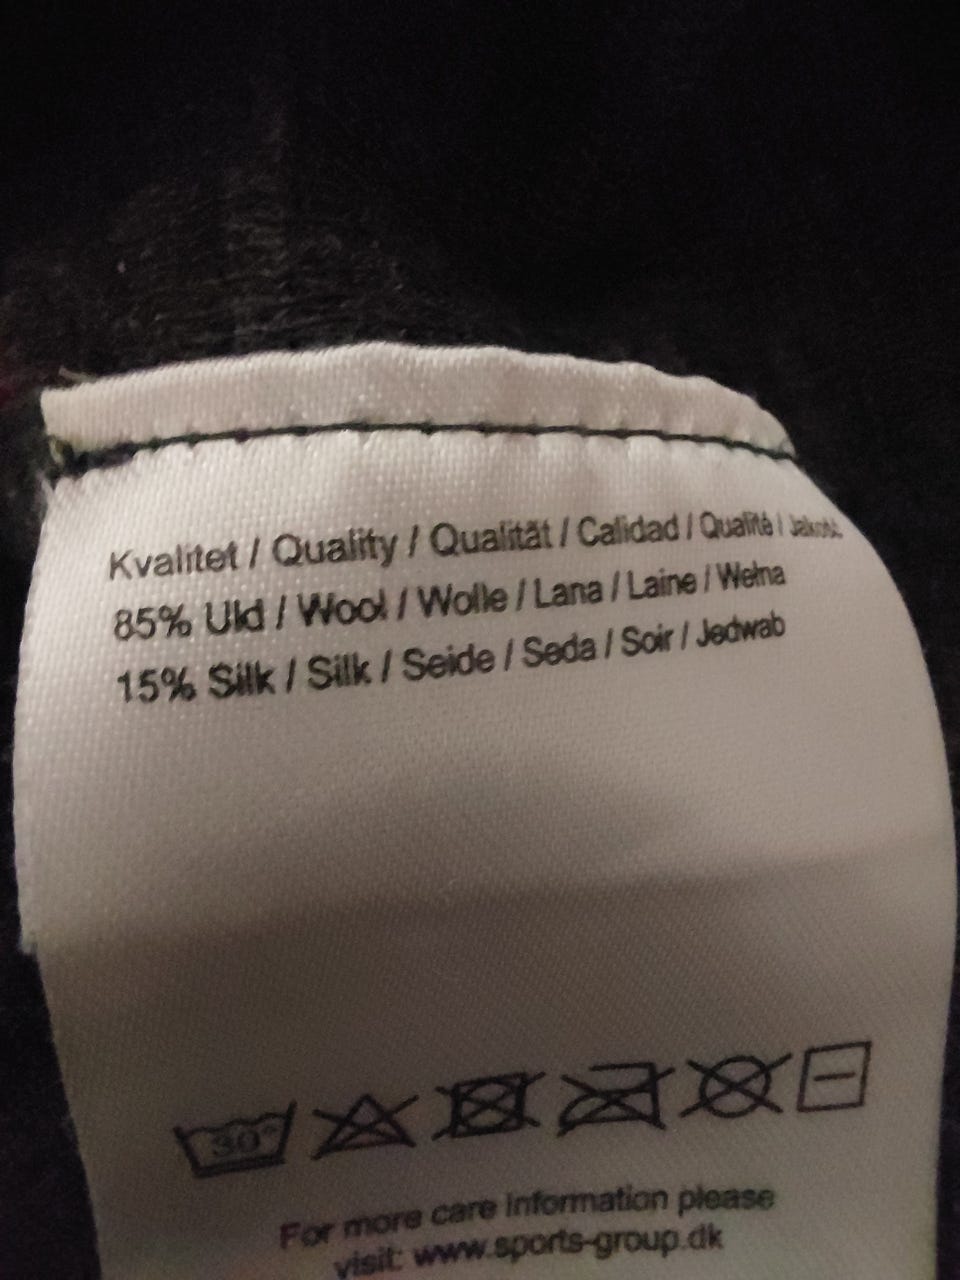 Kvalitet / Quality / Qualität / Calidad / Qualité / Jakość
85% Uld / Wool / Wolle / Lana / Laine / Wełna
15% Silk / Silk / Seide / Seda / Soir / Jedwab
30°
For more care information please
visit: www.sports-group.dk